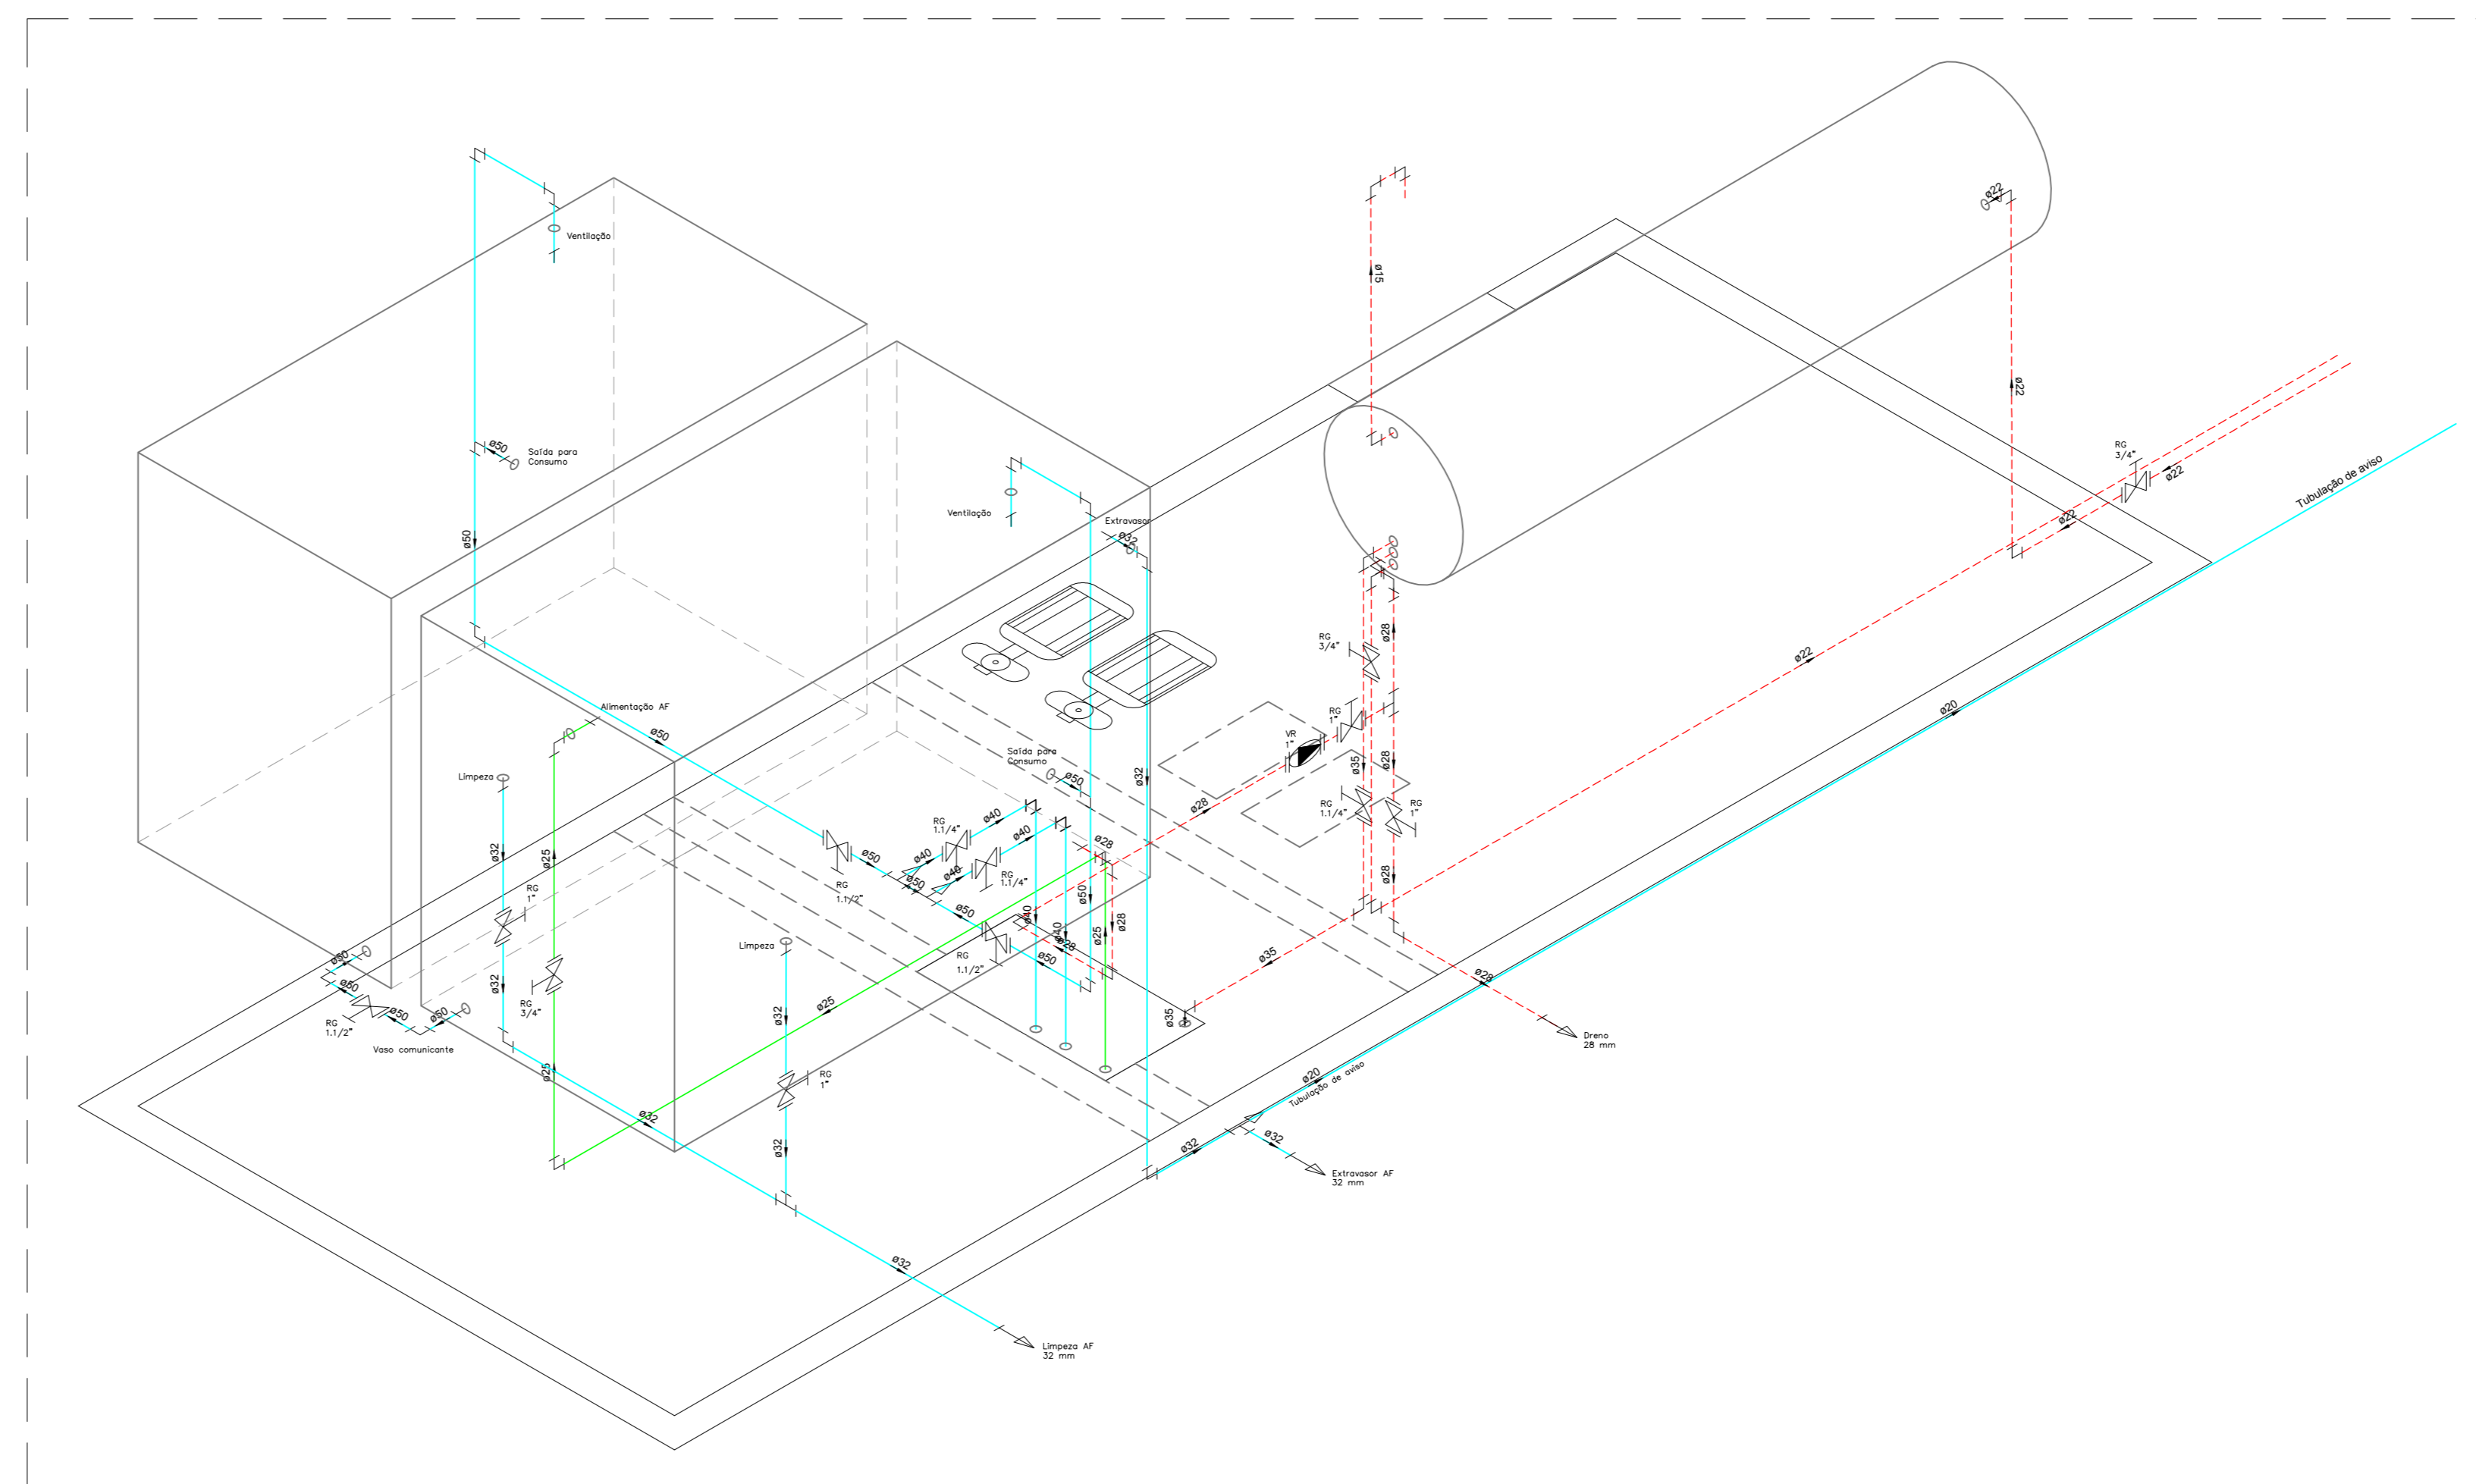 ø22
ø15
Ventilação
ø22
RG
3/4"
ø22
ø50
Saída para
Consumo
Tubulação de aviso
Ventilação
Extravasor
ø32
ø22
ø50
RG
3/4"
ø28
ø22
Alimentação AF
ø20
ø50
RG
1"
VR
1"
Saída para
Consumo
ø50
ø32
ø35
ø28
Limpeza
ø28
RG
1.1/4"
RG
1"
RG
1.1/4"
ø40
ø40
ø28
ø32
ø25
ø50
ø40
ø40
ø50
RG
1.1/4"
RG
1.1/2"
ø28
RG
1"
ø50
ø50
ø40
ø40
ø25
ø28
Limpeza
ø28
RG
1.1/2"
ø50
ø50
ø35
ø28
ø32
RG
3/4"
ø50
ø50
ø50
RG
1.1/2"
Vaso comunicante
ø25
ø32
ø35
Dreno
28 mm
ø25
RG
1"
ø20
Tubulação de aviso
ø32
ø32
ø32
ø32
Extravasor AF
32 mm
ø32
Limpeza AF
32 mm